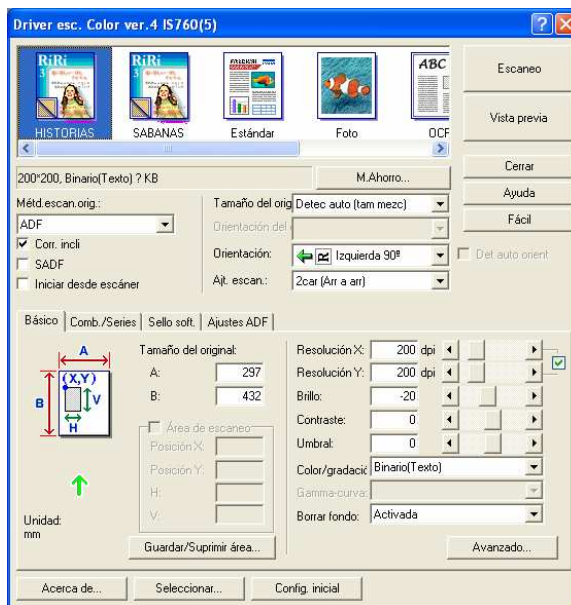 Driver esc. Color ver.4 IS760(5)
RiRi
3
RiRi
3
ABC
HISTORIAS
SABANAS
Estándar
Foto
OCF
Escaneo
Vista previa
200*200, Binario(Texto) ? KB
M.Ahorro...
Cerrar
Ayuda
Fácil
Métd.escan.orig.:
ADF
Corr. incli
SADF
Iniciar desde escáner
Tamaño del orig
Detec auto (tam mezc)
Orientación del
Orientación:
R
Izquierda 90º
Ajt. escan.:
2car (Arr a arr)
Det auto orient
Básico
Comb./Series
Sello soft.
Ajustes ADF
A
(X,Y)
B
V
H
Unidad:
mm
Tamaño del original:
A:
297
B:
432
Área de escaneo
Posición X:
Posición Y:
H:
V:
Guardar/Suprimir área...
Resolución X:
200
dpi
Resolución Y:
200
dpi
Brillo:
-20
Contraste:
0
Umbral:
0
Color/gradació
Binario(Texto)
Gamma-curva:
Borrar fondo:
Activada
Avanzado...
Acerca de...
Seleccionar...
Config. inicial